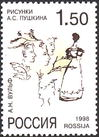 РИСУНКИ
А.С. ПУШКИНА
1.50
А.Н. ВУЛЬФ
РОССИЯ
1998
ROSSIJA